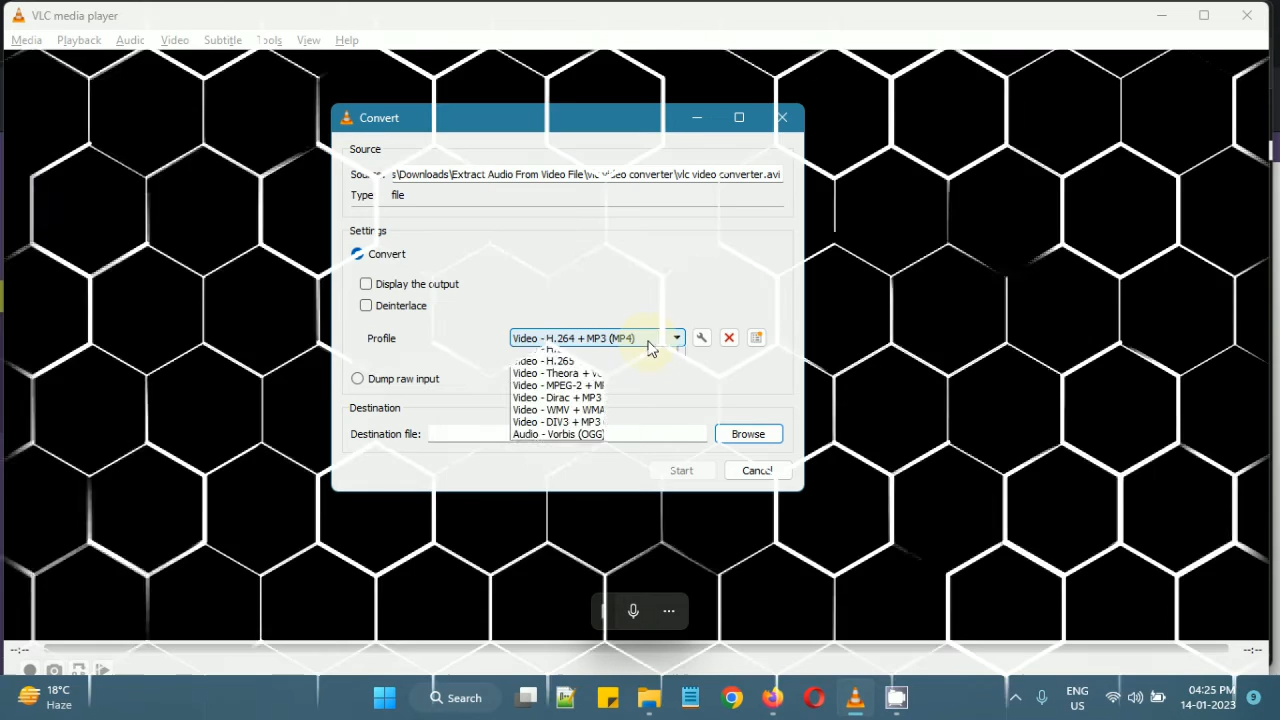 VLC media player
Media Playback Audio Video Subtitle Tools View Help
Convert
Source
Source: s\Downloads\Extract Audio From Video File\vlc video converter\vlc video converter.avi
Type file
Settings
Convert
Display the output
Deinterlace
Profile Video - H.264 + MP3 (MP4)
Video - H.265
Video - Theora +
Video - MPEG-2 +
Video - Dirac + MP3
Video - WMV + WMA
Video - DIV3 + MP3
Audio - Vorbis (OGG)
Dump raw input
Destination
Destination file: Browse
Start Cancel
--:-- --:--
18°C
Haze
Search
ENG
US
04:25 PM
14-01-2023
9